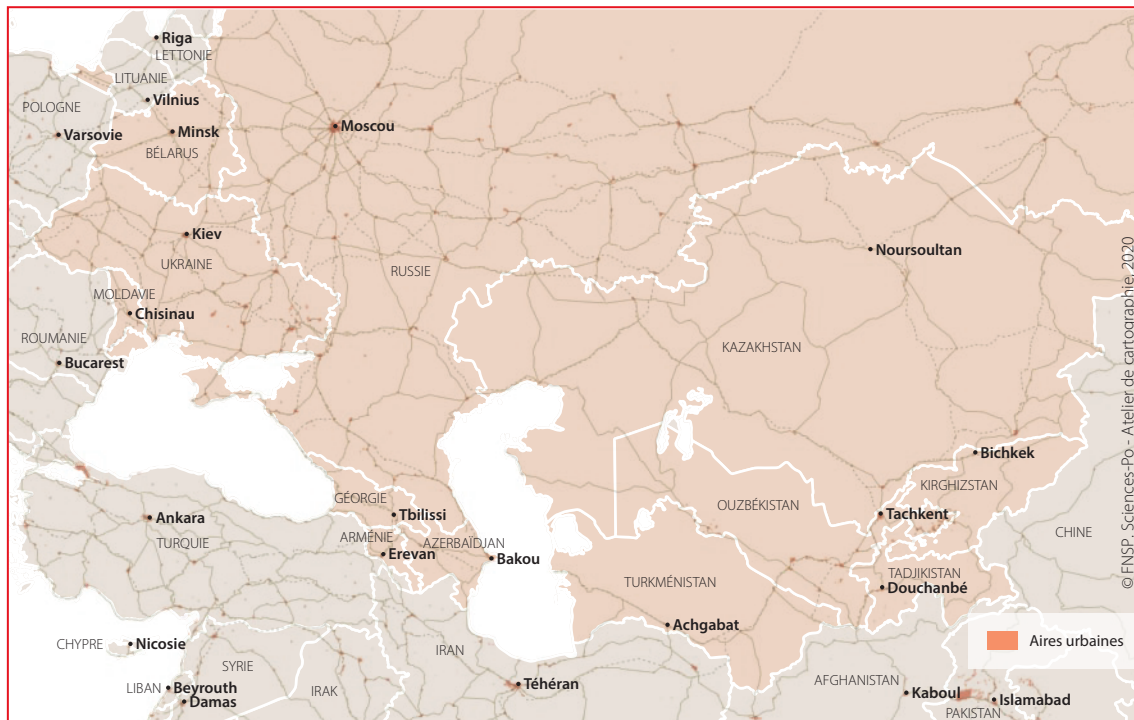 Riga
LETTONIE
LITUANIE
Vilnius
POLOGNE
Varsovie
Minsk
BÉLARUS
Moscou
Kiev
UKRAINE
RUSSIE
Noursoultan
MOLDAVIE
Chisinau
ROUMANIE
Bucarest
KAZAKHSTAN
Bichkek
KIRGHIZSTAN
GÉORGIE
Tbilissi
OUZBÉKISTAN
Tachkent
Ankara
TURQUIE
ARMÉNIE
AZERBAÏDJAN
Erevan
Bakou
CHINE
TURKMÉNISTAN
TADJIKISTAN
Douchanbé
Achgabat
CHYPRE
Nicosie
SYRIE
IRAN
LIBAN
Beyrouth
Damas
IRAK
Téhéran
AFGHANISTAN
Kaboul
Islamabad
PAKISTAN
Aires urbaines
© FNSP. Sciences-Po - Atelier de cartographie, 2020